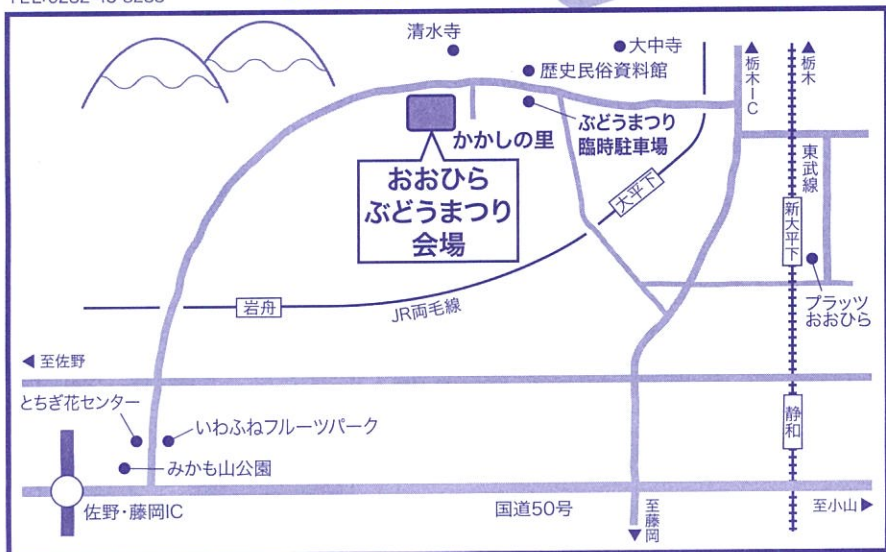 清水寺
大中寺
歴史民俗資料館
ぶどうまつり
臨時駐車場
かかしの里
おおひら
ぶどうまつり
会場
▲栃木IC
▲栃木
東武線
大平下
新大平下
プラッツ
おおひら
岩舟
JR両毛線
◀至佐野
とちぎ花センター
いわふねフルーツパーク
みかも山公園
静和
佐野・藤岡IC
国道50号
至藤岡▼
至小山▶